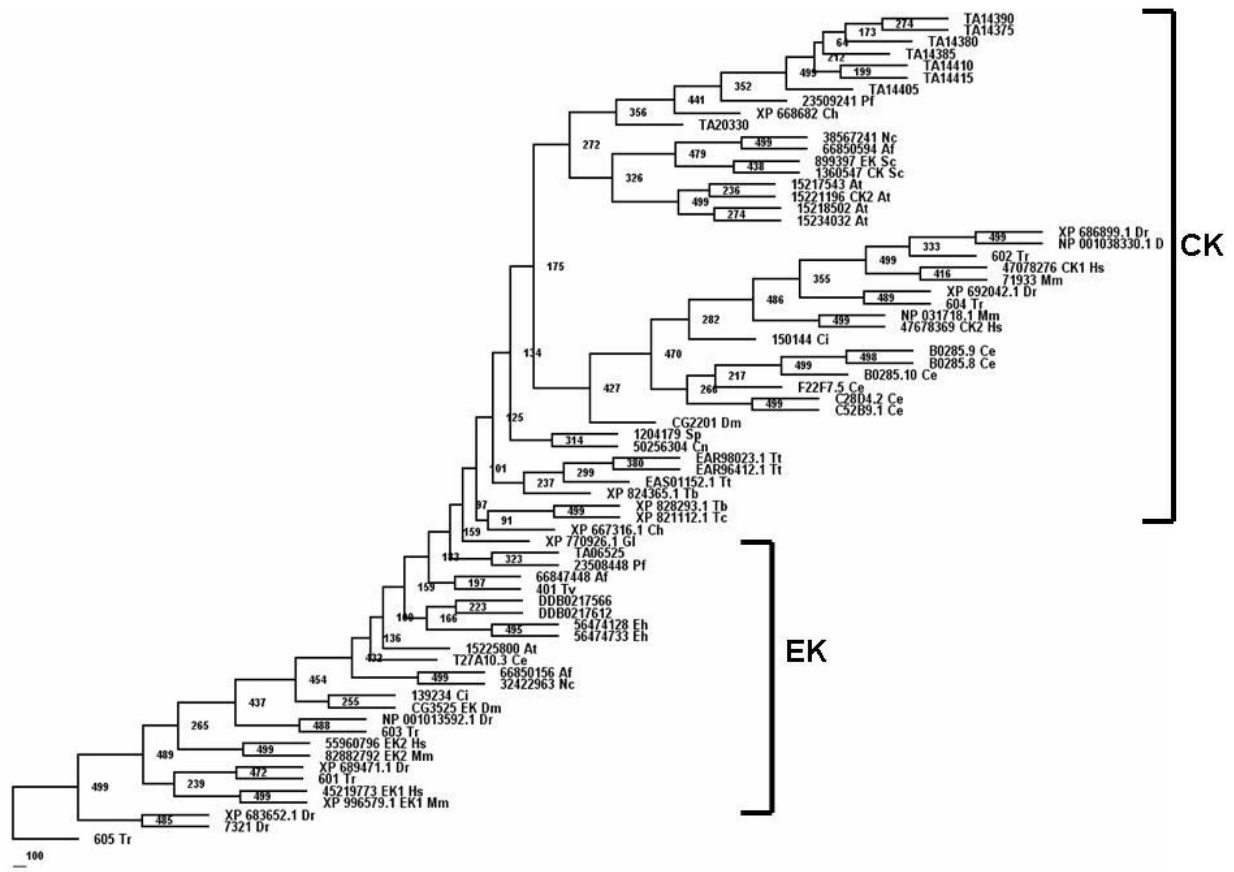 TA14390
274
TA14375
173
TA14380
64
TA14385
212
TA14410
499
199
TA14415
352
TA14405
23509241 Pf
441
XP 668682 Ch
356
TA20330
38567241 Nc
499
272
66850594 Af
479
899397 EK Sc
438
1360547 CK Sc
326
15217543 At
236
15221196 CK2 At
499
15218502 At
274
15234032 At
XP 686899.1 Dr
499
NP 001038330.1 D
333
CK
602 Tr
499
47078276 CK1 Hs
175
416
71933 Mm
355
XP 692042.1 Dr
489
486
604 Tr
NP 031718.1 Mm
282
499
47678369 CK2 Hs
150144 Ci
134
470
B0285.9 Ce
498
B0285.8 Ce
499
217
B0285.10 Ce
427
266
F22F7.5 Ce
C28D4.2 Ce
499
C52B9.1 Ce
125
CG2201 Dm
1204179 Sp
314
50256304 Cn
EAR98023.1 Tt
380
101
EAR96412.1 Tt
299
237
EAS01152.1 Tt
XP 824365.1 Tb
97
XP 828293.1 Tb
499
91
XP 821112.1 Tc
159
XP 667316.1 Ch
XP 770926.1 Gl
TA06525
323
23508448 Pf
66847448 Af
159
197
401 Tv
DDB0217566
223
DDB0217612
166
56474128 Eh
495
56474733 Eh
136
15225800 At
EK
T27A10.3 Ce
66850156 Af
454
499
32422963 Nc
139234 Ci
437
255
CG3525 EK Dm
NP 001013592.1 Dr
265
488
603 Tr
55960796 EK2 Hs
489
499
82882792 EK2 Mm
XP 689471.1 Dr
472
601 Tr
499
239
45219773 EK1 Hs
499
XP 996579.1 EK1 Mm
XP 683652.1 Dr
485
7321 Dr
605 Tr
100